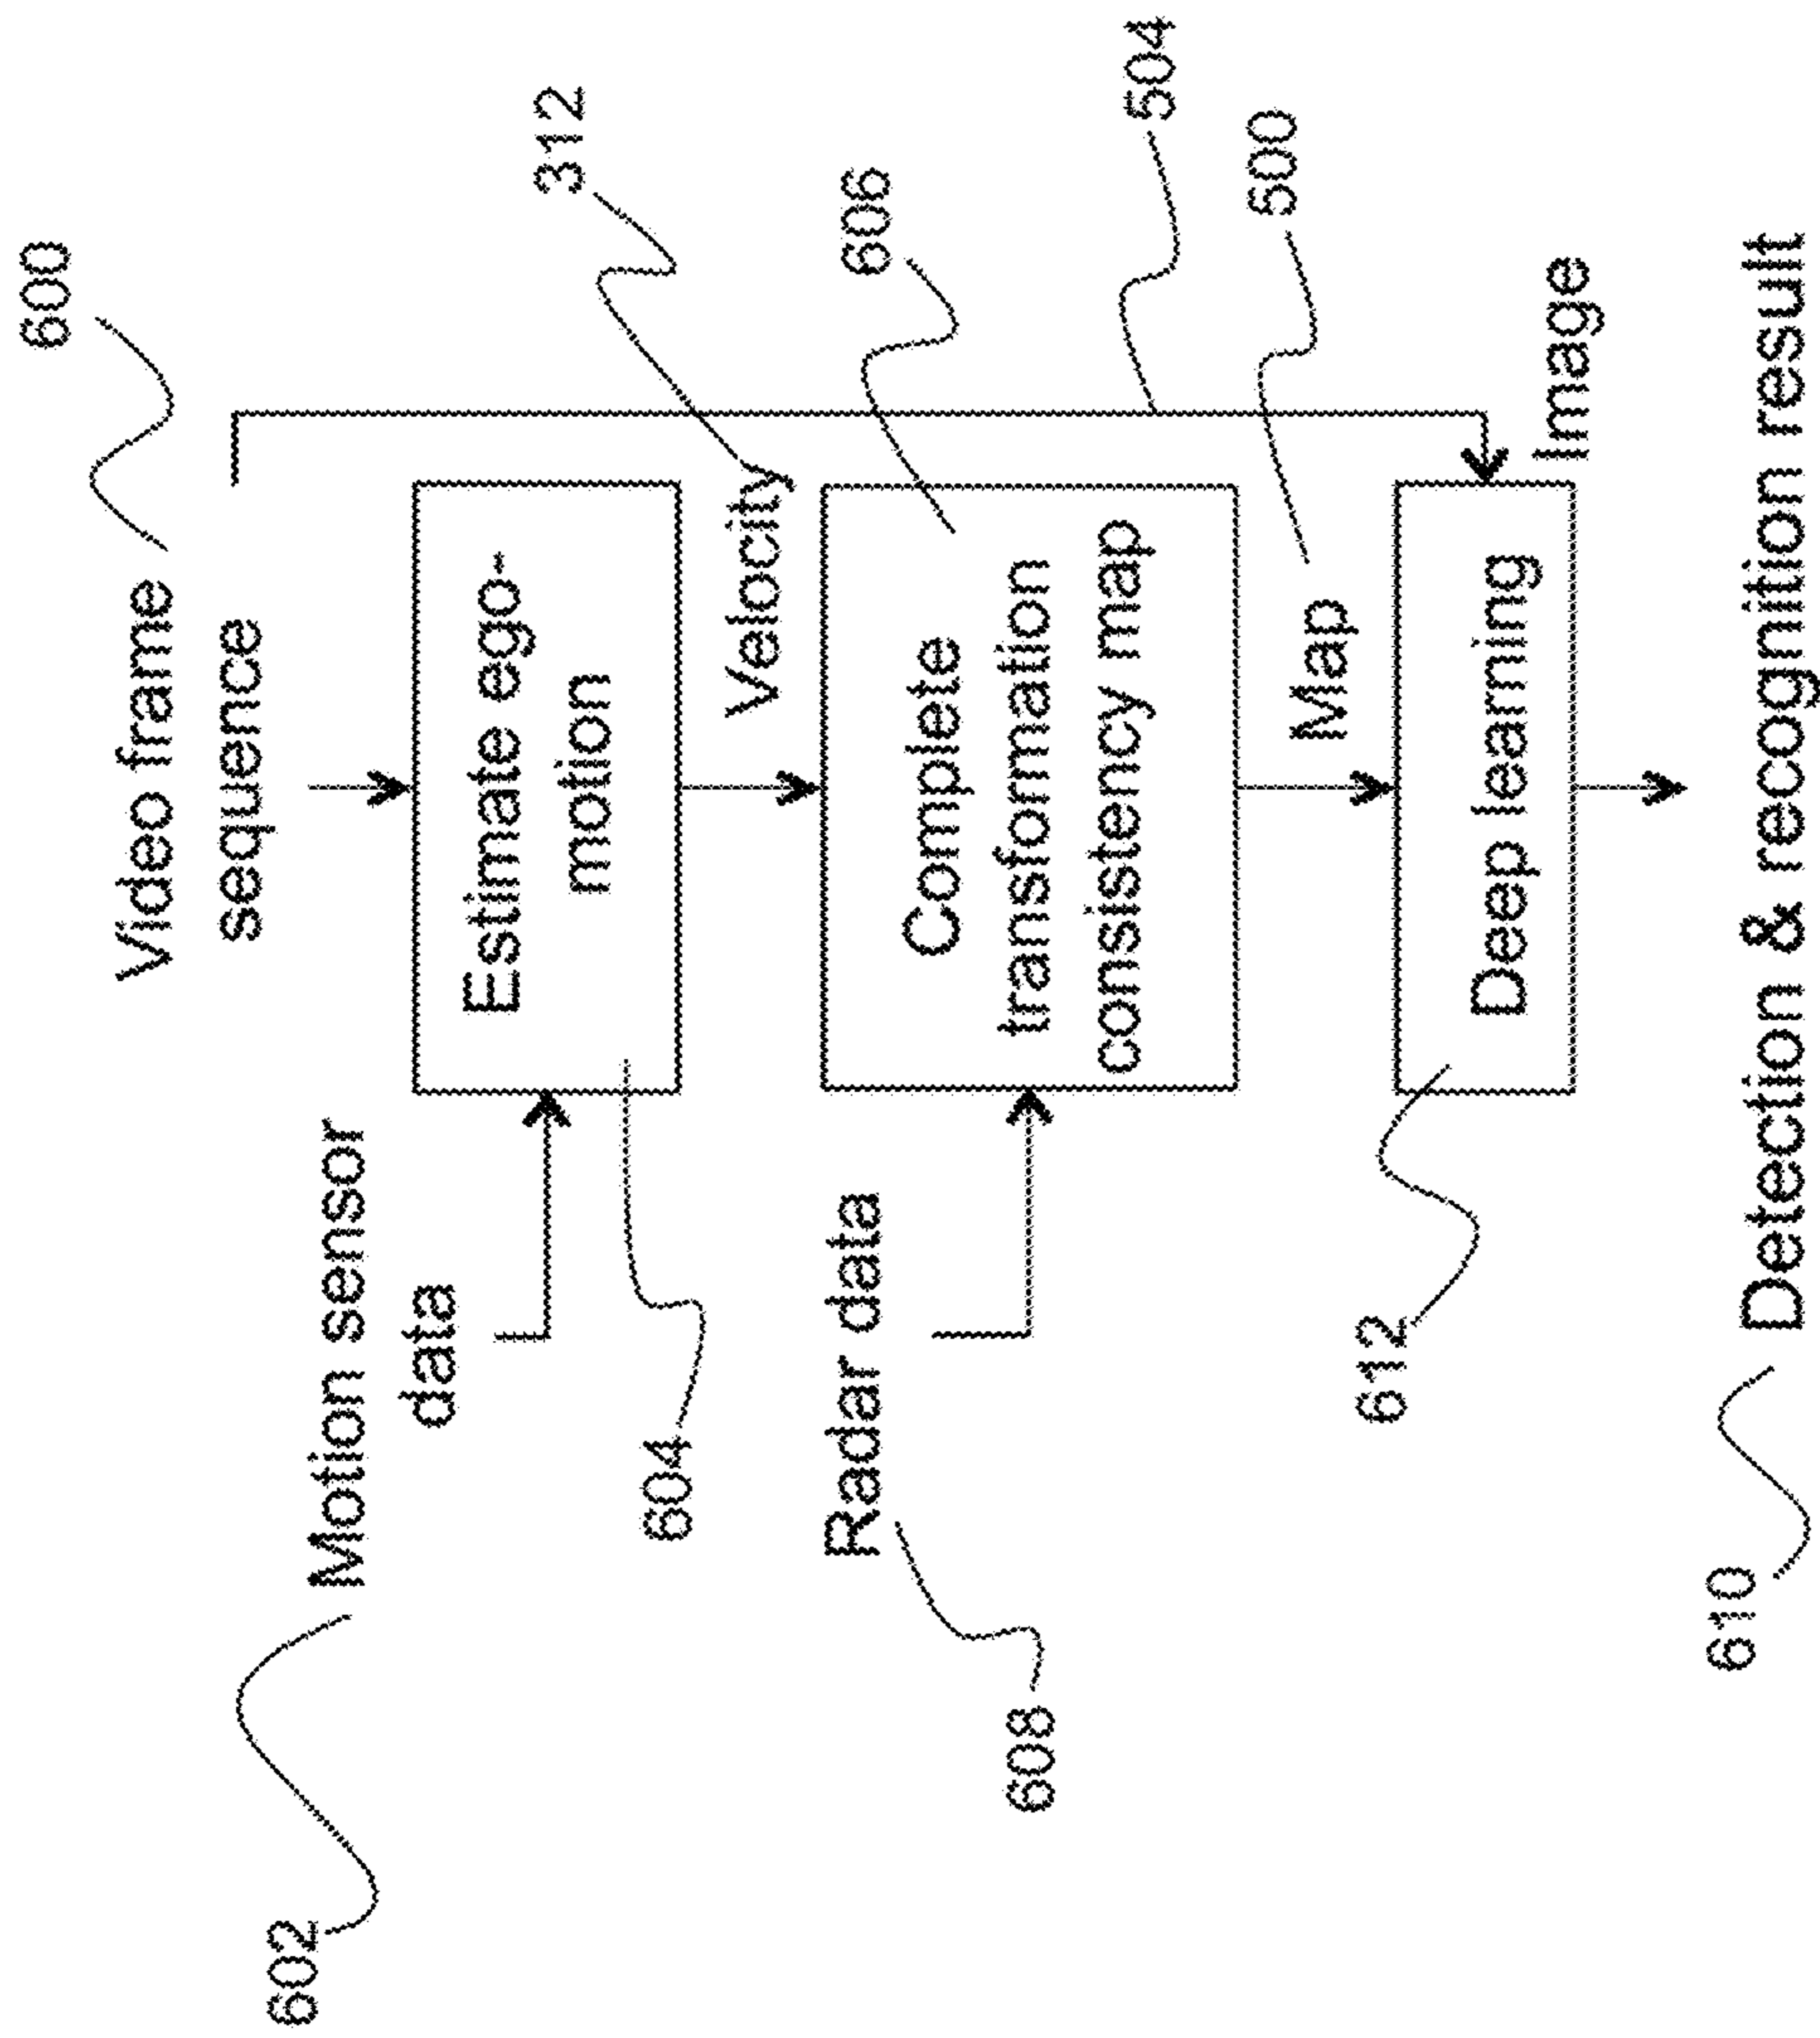 600
Video frame
sequence
602
Motion sensor
data
Estimate ego-
motion
604
312
Velocity
Radar data
608
606
Complete
transformation
consistency map
504
500
Map
612
Deep learning
Image
610
Detection & recognition result